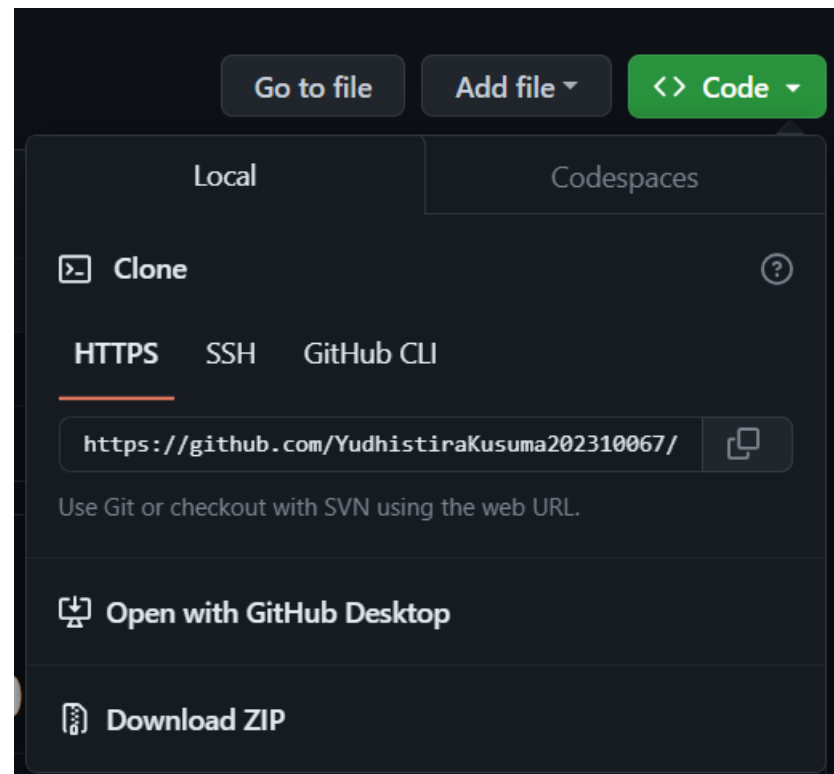 Go to file Add file <> Code
Local Codespaces
Clone
HTTPS SSH GitHub CLI
https://github.com/YudhistiraKusuma202310067/
Use Git or checkout with SVN using the web URL.
Open with GitHub Desktop
Download ZIP